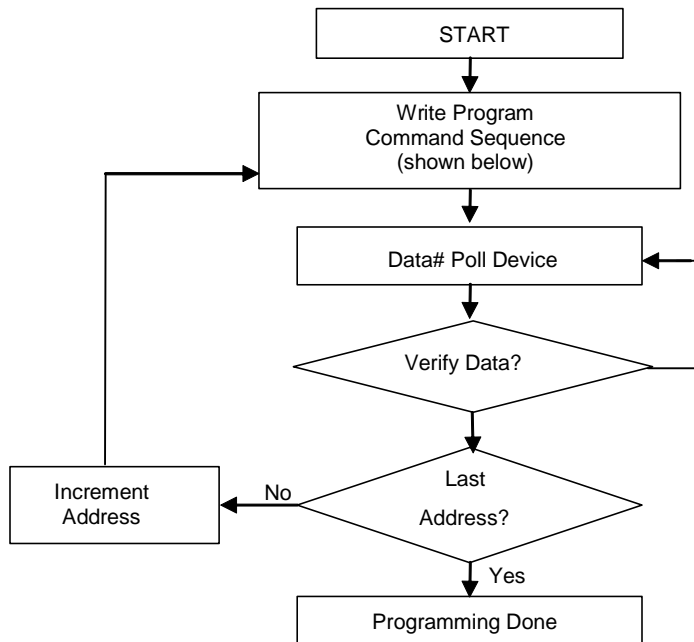 START
Write Program
Command Sequence
(shown below)
Data# Poll Device
Verify Data?
Last
Address?
No
Increment
Address
Yes
Programming Done